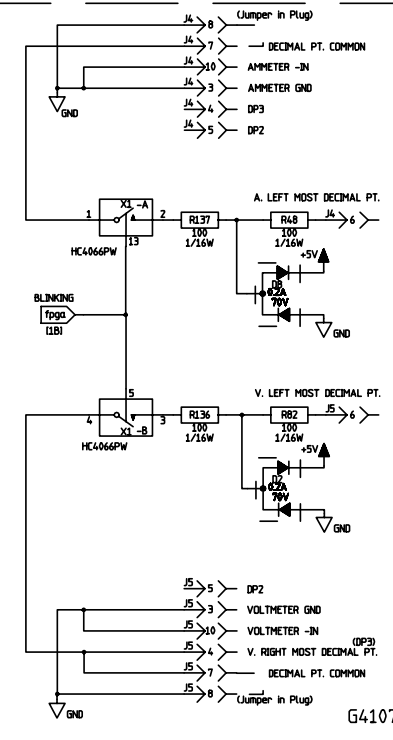 J4 8 (Jumper in Plug)
J4 7 DECIMAL PT. COMMON
J4 10 AMMETER -IN
J4 3 AMMETER GND
GND
J4 4 DP3
J4 5 DP2
A. LEFT MOST DECIMAL PT.
1 X1 -A 2 R137 R48 J4 6
13 100 100
HC4066PW 1/16W 1/16W
+5V
D8
0.2A
70V
GND
BLINKING
fpga
(1B)
V. LEFT MOST DECIMAL PT.
5
4 X1 -B 3 R136 R82 J5 6
100 100
HC4066PW 1/16W 1/16W
+5V
D2
0.2A
70V
GND
J5 5 DP2
J5 3 VOLTMETER GND
J5 10 VOLTMETER -IN
(DP3)
J5 4 V. RIGHT MOST DECIMAL PT.
J5 7 DECIMAL PT. COMMON
J5 8 (Jumper in Plug)
GND
G4107